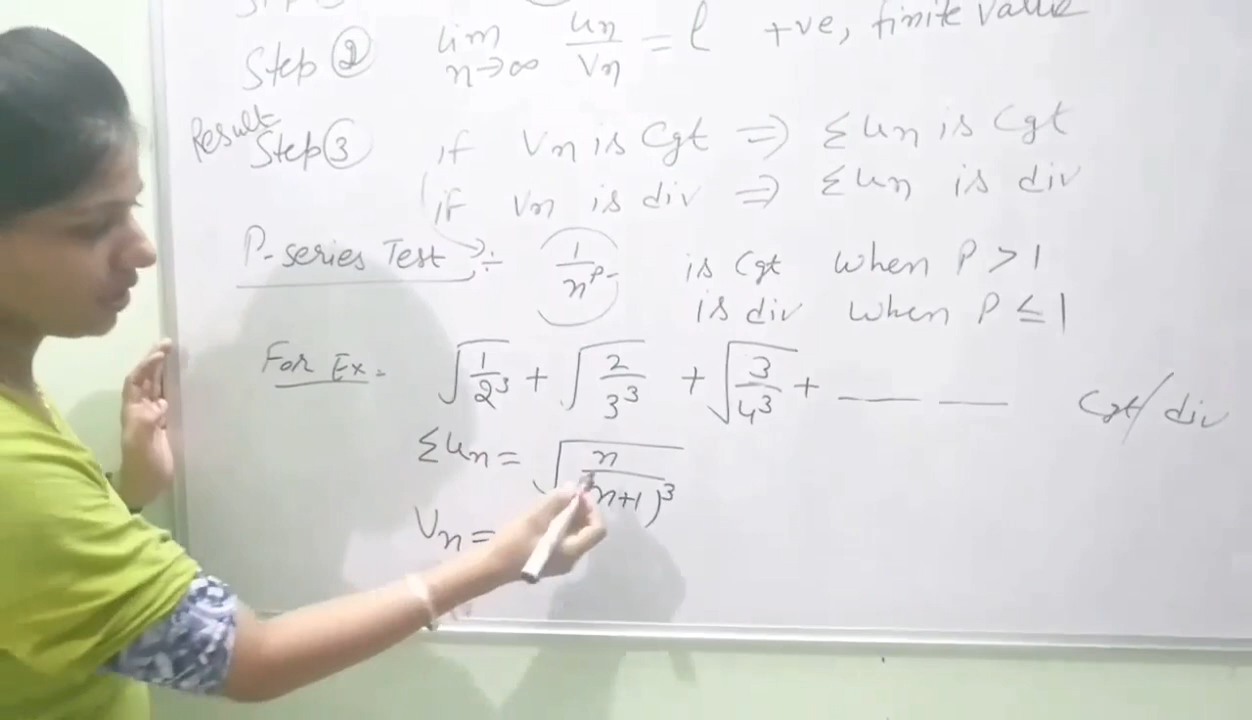 Step ② lim n→∞ un/vn = l +ve, finite value
Result
Step ③ if Vn is Cgt ⇒ Σun is Cgt
if Vn is div ⇒ Σun is div
P-series Test ÷ 1/n^p is Cgt when P > 1
is div when P ≤ 1
For Ex= √(1/2³) + √(2/3³) + √(3/4³) + ___ ___ Cgt/div
Σun = √(n/(n+1)³)
Vn =